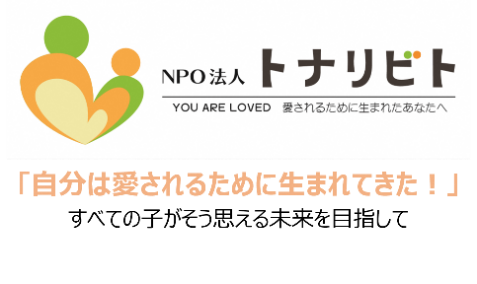 NPO法人 トナリビト
YOU ARE LOVED 愛されるために生まれたあなたへ
「自分は愛されるために生まれてきた！」
すべての子がそう思える未来を目指して